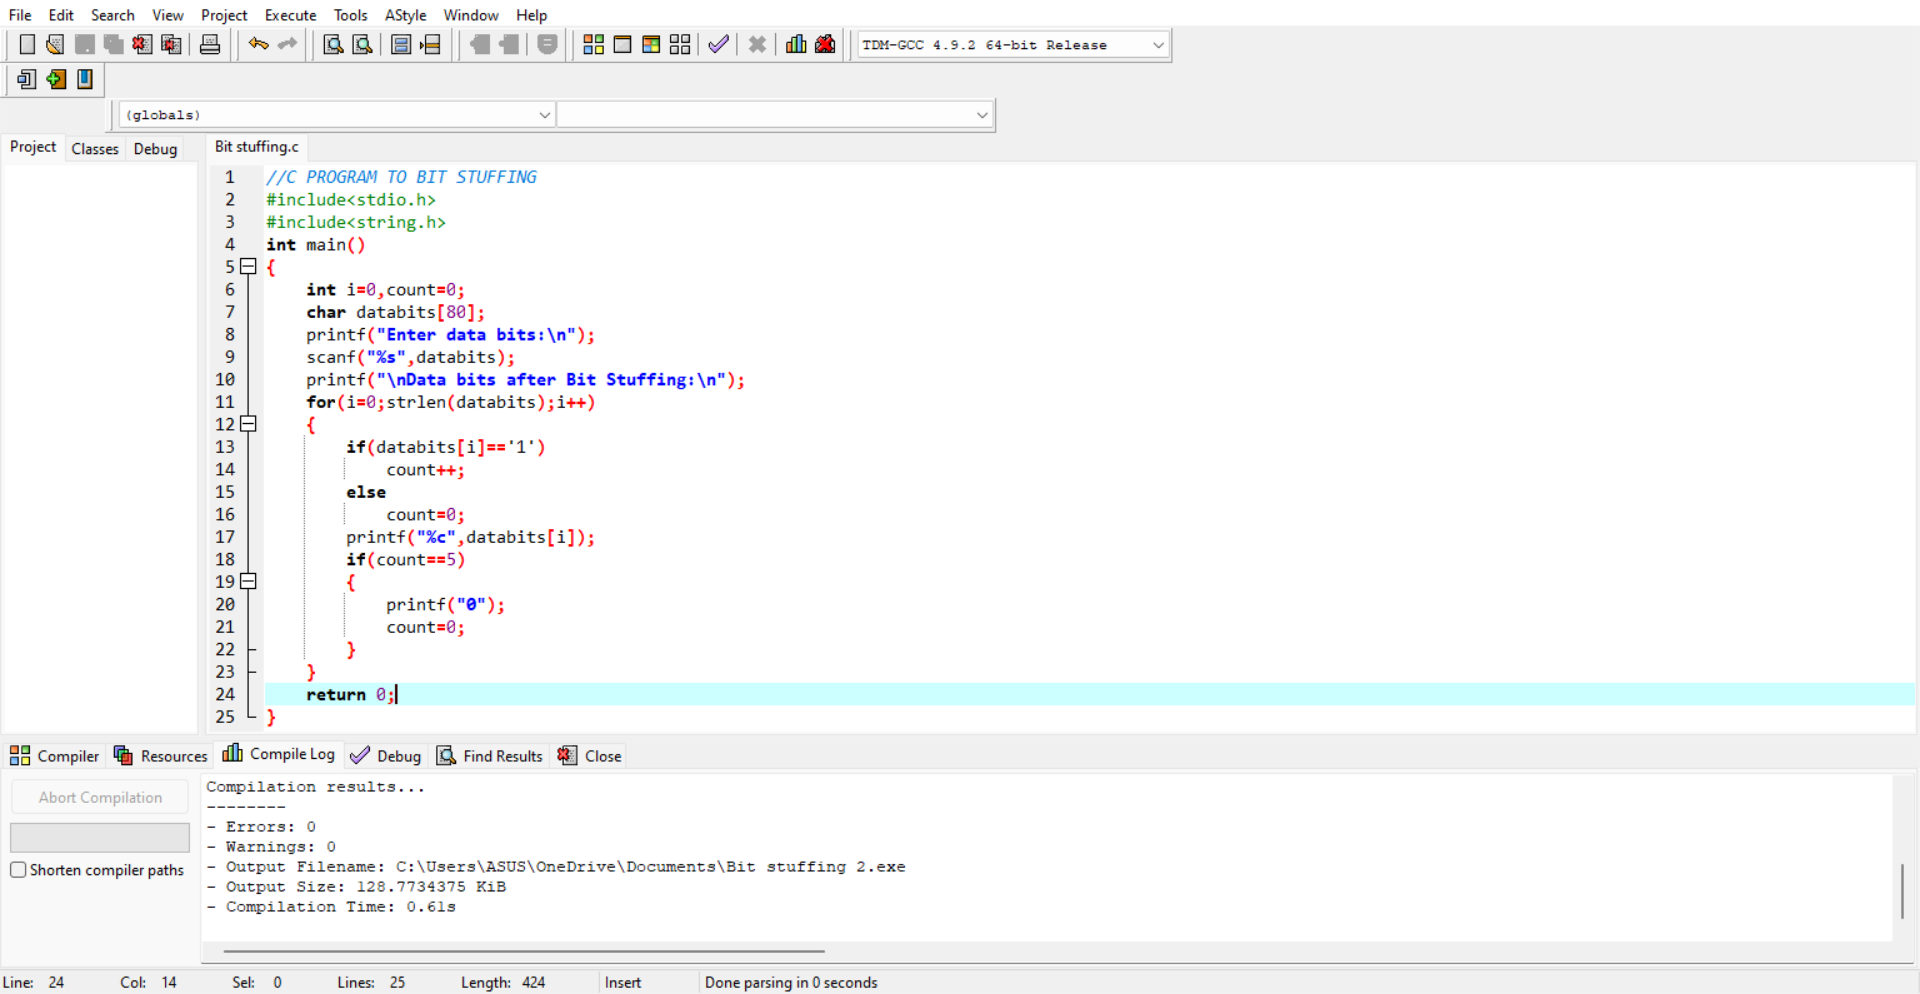 File Edit Search View Project Execute Tools AStyle Window Help
TDM-GCC 4.9.2 64-bit Release
(globals)
Project Classes Debug
Bit stuffing.c
1 //C PROGRAM TO BIT STUFFING
2 #include<stdio.h>
3 #include<string.h>
4 int main()
5 {
6 int i=0,count=0;
7 char databits[80];
8 printf("Enter data bits:\n");
9 scanf("%s",databits);
10 printf("\nData bits after Bit Stuffing:\n");
11 for(i=0;strlen(databits);i++)
12 {
13 if(databits[i]=='1')
14 count++;
15 else
16 count=0;
17 printf("%c",databits[i]);
18 if(count==5)
19 {
20 printf("0");
21 count=0;
22 }
23 }
24 return 0;
25 }
Compiler Resources Compile Log Debug Find Results Close
Abort Compilation
Shorten compiler paths
Compilation results...
--------
- Errors: 0
- Warnings: 0
- Output Filename: C:\Users\ASUS\OneDrive\Documents\Bit stuffing 2.exe
- Output Size: 128.7734375 KiB
- Compilation Time: 0.61s
Line: 24 Col: 14 Sel: 0 Lines: 25 Length: 424 Insert Done parsing in 0 seconds